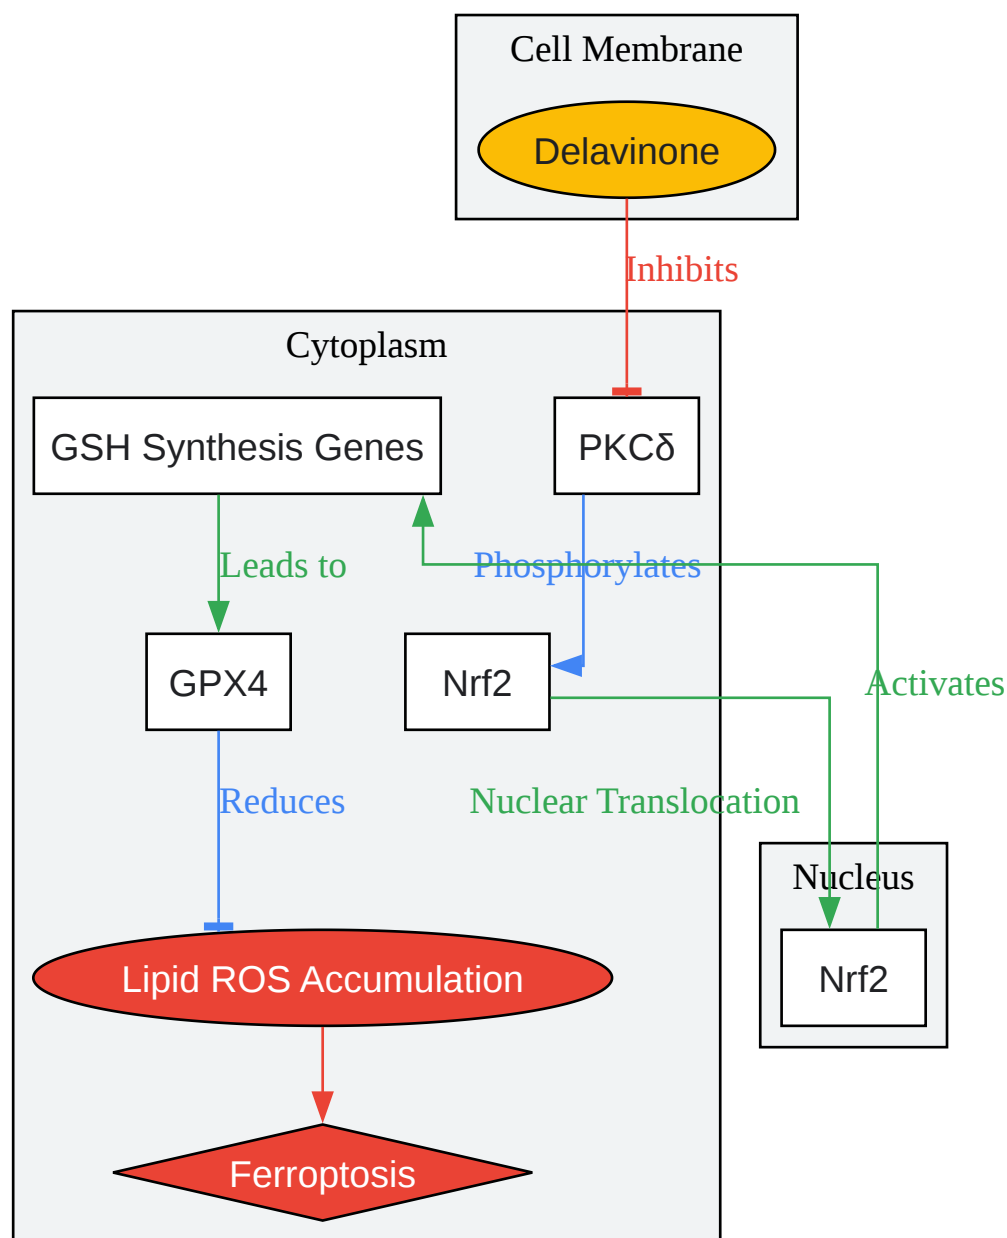 Cell Membrane
Delavinone
Inhibits
Cytoplasm
GSH Synthesis Genes
PKCδ
Leads to
Phosphorylates
GPX4
Nrf2
Activates
Reduces
Nuclear Translocation
Nucleus
Lipid ROS Accumulation
Nrf2
Ferroptosis